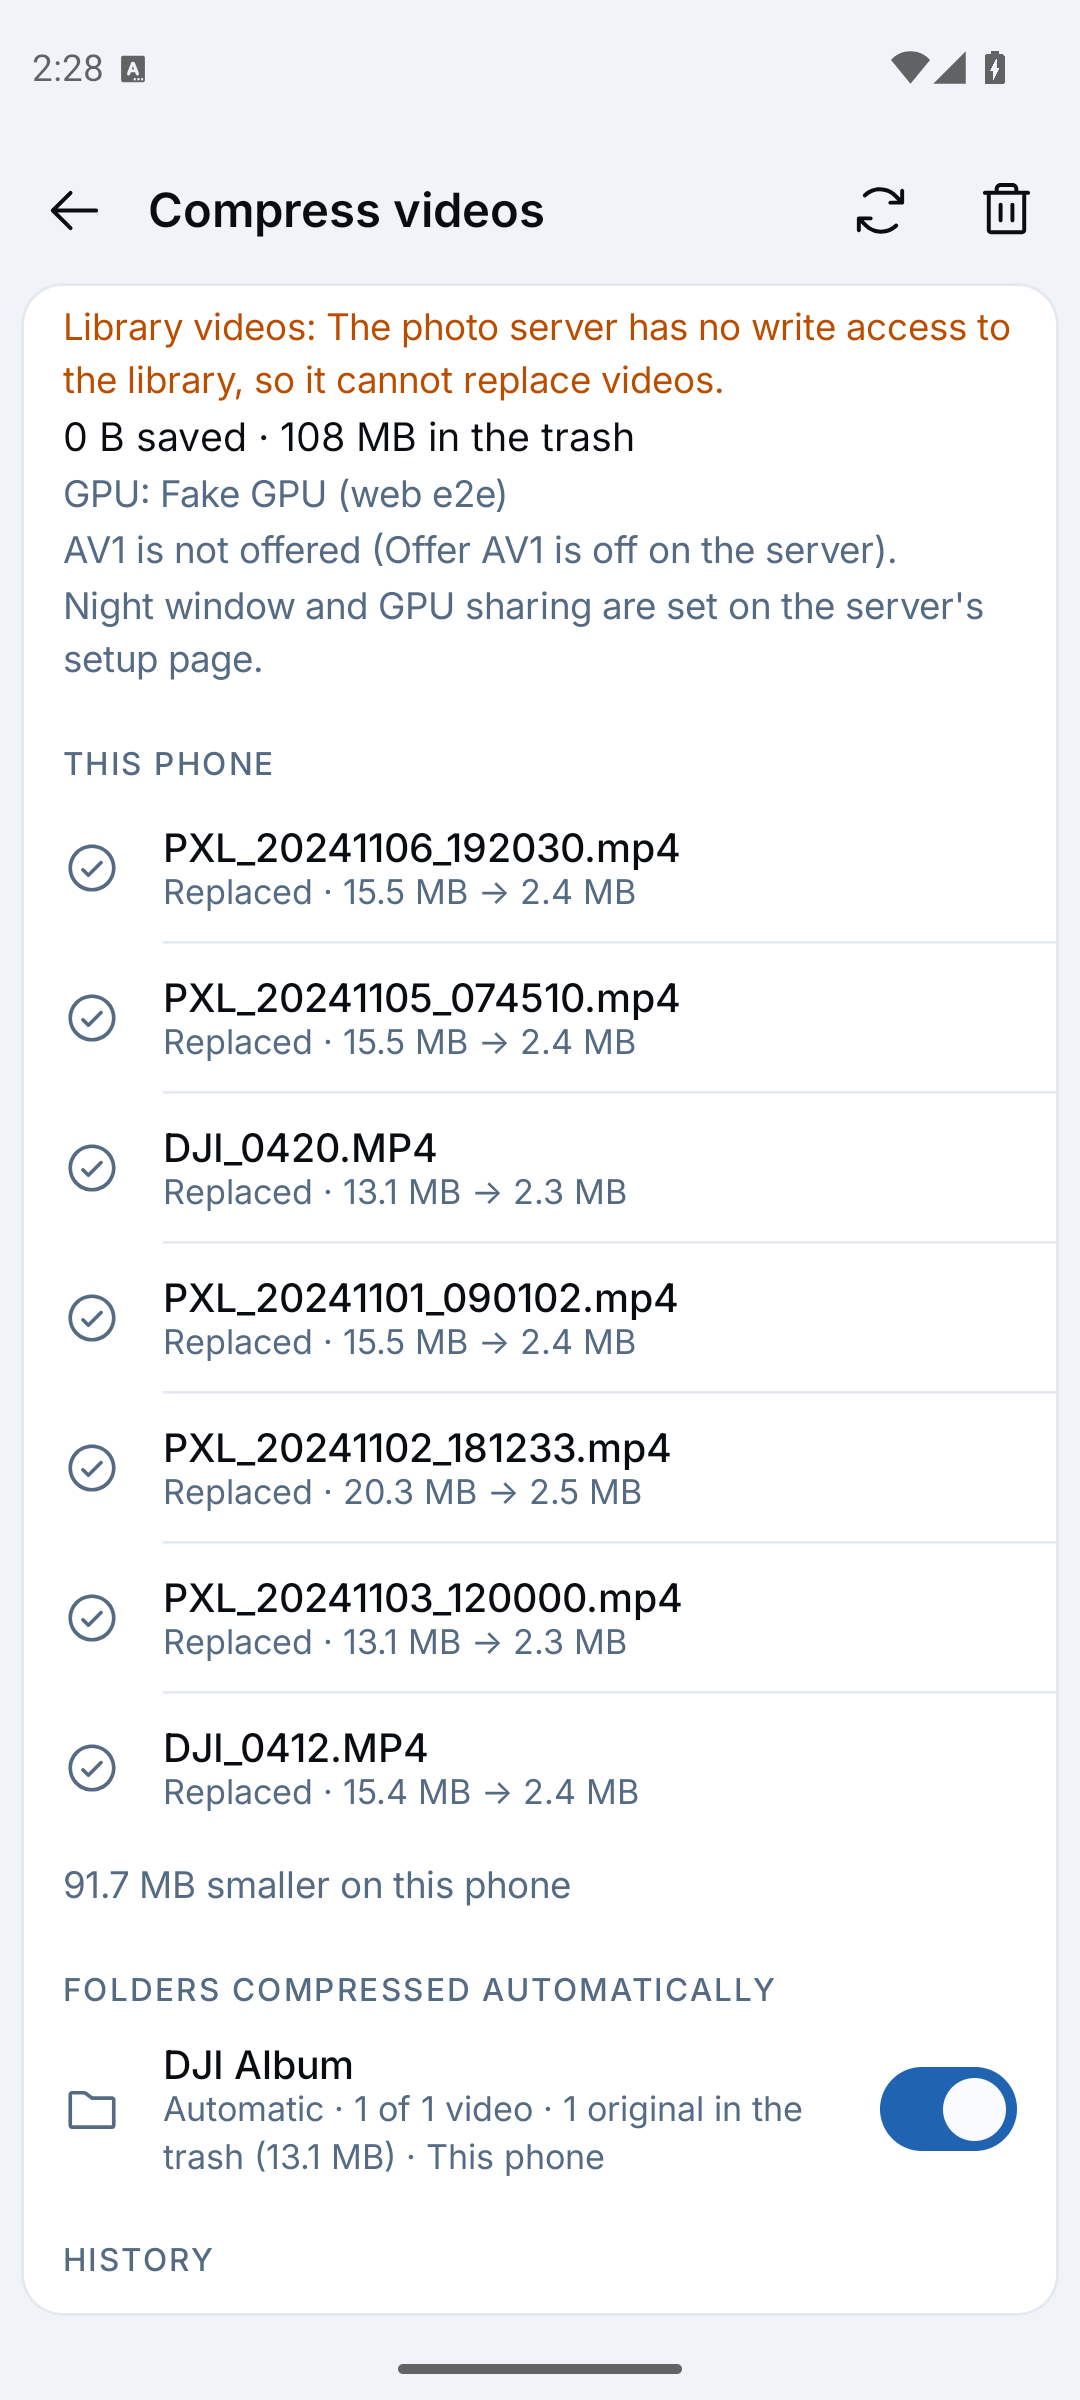 2:28
Compress videos
Library videos: The photo server has no write access to
the library, so it cannot replace videos.
0 B saved · 108 MB in the trash
GPU: Fake GPU (web e2e)
AV1 is not offered (Offer AV1 is off on the server).
Night window and GPU sharing are set on the server's
setup page.
THIS PHONE
PXL_20241106_192030.mp4
Replaced · 15.5 MB → 2.4 MB
PXL_20241105_074510.mp4
Replaced · 15.5 MB → 2.4 MB
DJI_0420.MP4
Replaced · 13.1 MB → 2.3 MB
PXL_20241101_090102.mp4
Replaced · 15.5 MB → 2.4 MB
PXL_20241102_181233.mp4
Replaced · 20.3 MB → 2.5 MB
PXL_20241103_120000.mp4
Replaced · 13.1 MB → 2.3 MB
DJI_0412.MP4
Replaced · 15.4 MB → 2.4 MB
91.7 MB smaller on this phone
FOLDERS COMPRESSED AUTOMATICALLY
DJI Album
Automatic · 1 of 1 video · 1 original in the
trash (13.1 MB) · This phone
HISTORY